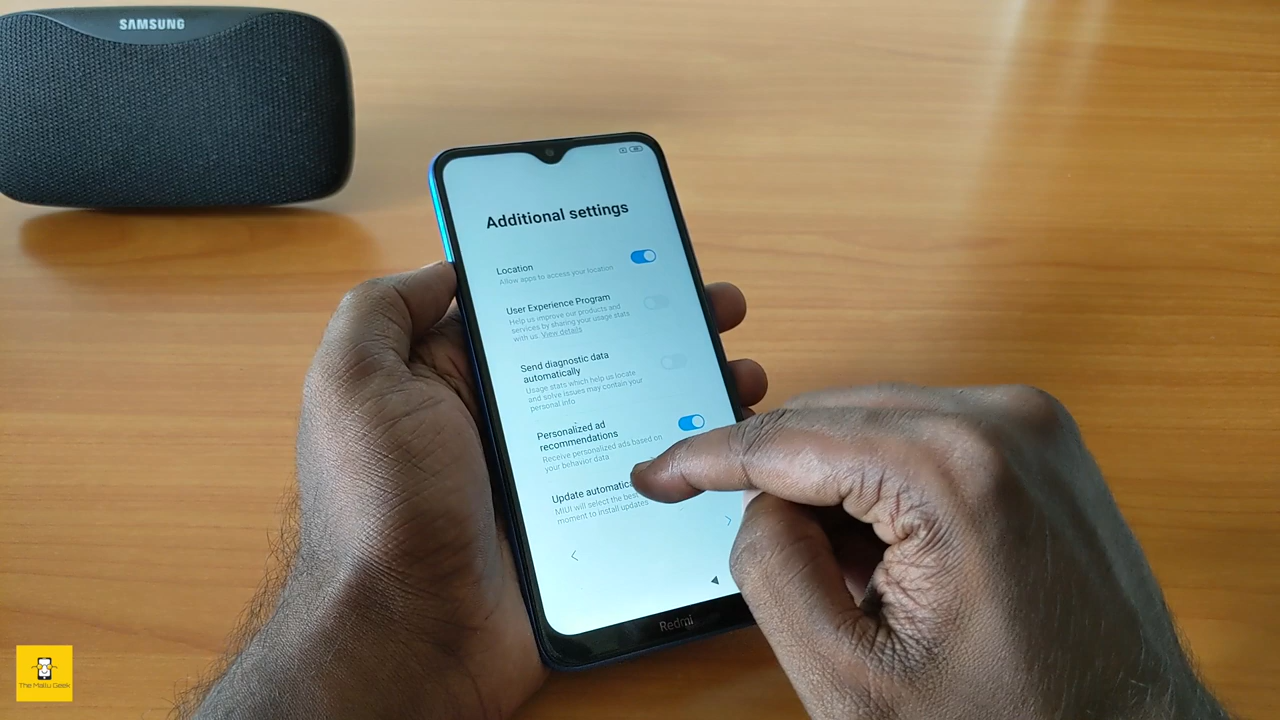 SAMSUNG
Additional settings
Location
Allow apps to access your location
User Experience Program
Help us improve our products and
services by sharing your usage stats
with us. View details
Send diagnostic data
automatically
Usage stats which help us locate
and solve issues may contain your
personal info
Personalized ad
recommendations
Receive personalized ads based on
your behavior data
Update automatica
MIUI will select the best
moment to install updates
Redmi
The Mallu Geek